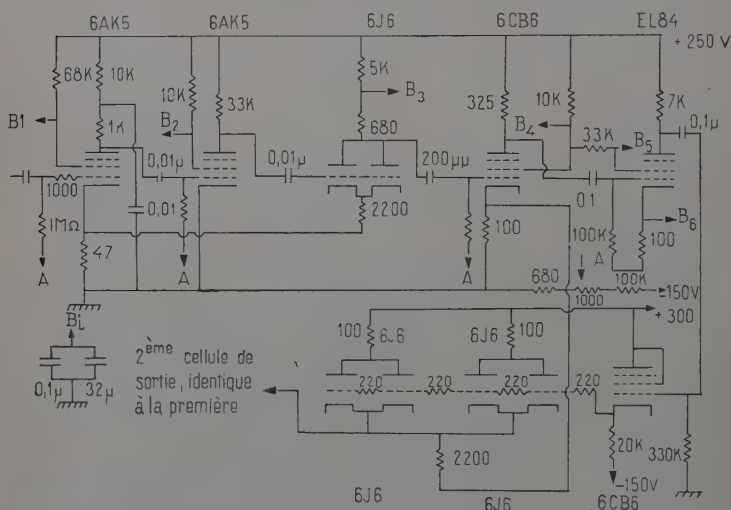 6AK5 6AK5 6J6 6CB6 EL84
+ 250 V
68K 10K 10K 33K 5K 325 10K 7K
B1 1K B2 B3 B4 33K B5 0,1µ
680
0,01µ 0,01µ 200µµ
1000 0,01 2200 0.1
1MΩ 47 100 100K 100 B6
A A A 680 1000 A 100K -150V
+ 300
Bi
0,1µ 32µ
100 6J6 6J6 100
2ème cellule de
sortie, identique
à la première
220 220 220 220
2200 20K 330K
-150V
6J6 6J6 6CB6